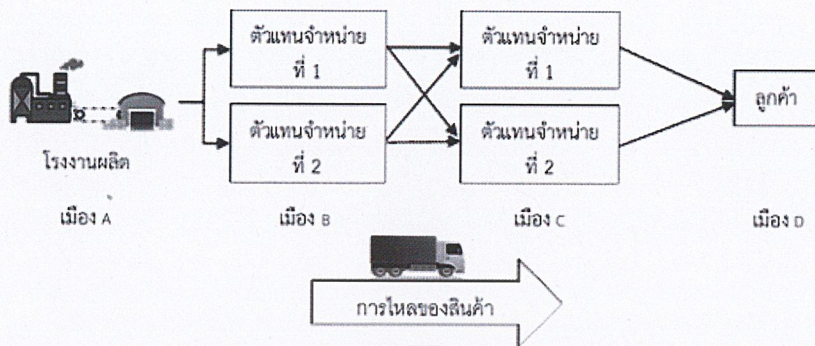 ตัวแทนจำหน่าย
ที่ 1
ตัวแทนจำหน่าย
ที่ 1
ตัวแทนจำหน่าย
ที่ 2
ตัวแทนจำหน่าย
ที่ 2
ลูกค้า
โรงงานผลิต
เมือง A
เมือง B
เมือง C
เมือง D
การไหลของสินค้า